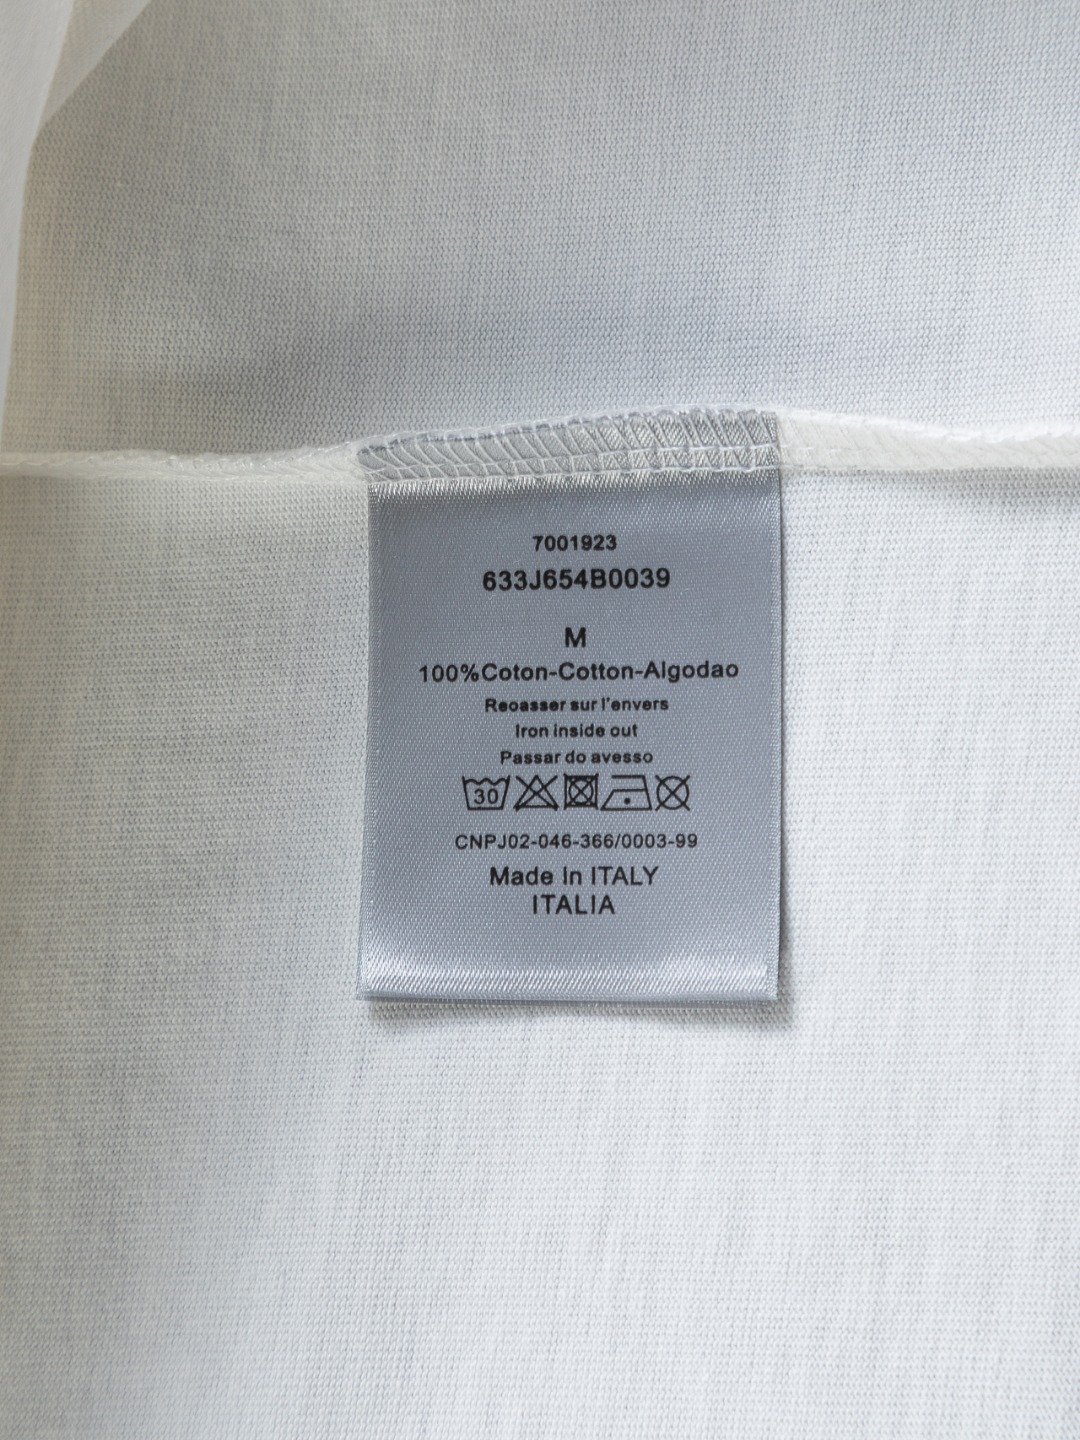 7001923
633J654B0039
M
100%Coton-Cotton-Algodao
Reoasser sur l'envers
Iron inside out
Passar do avesso
30
CNPJ02-046-366/0003-99
Made in ITALY
ITALIA